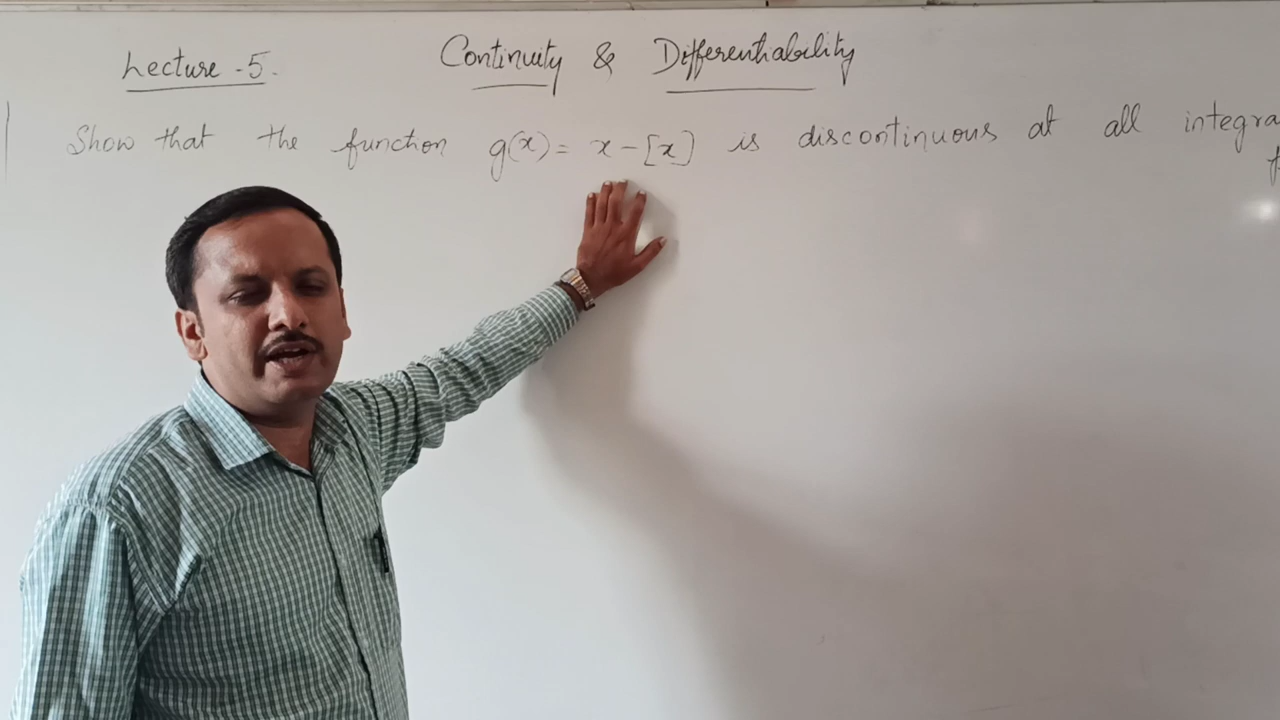 Lecture - 5. Continuity & Differentiability
Show that the function g(x) = x - [x] is discontinuous at all integra